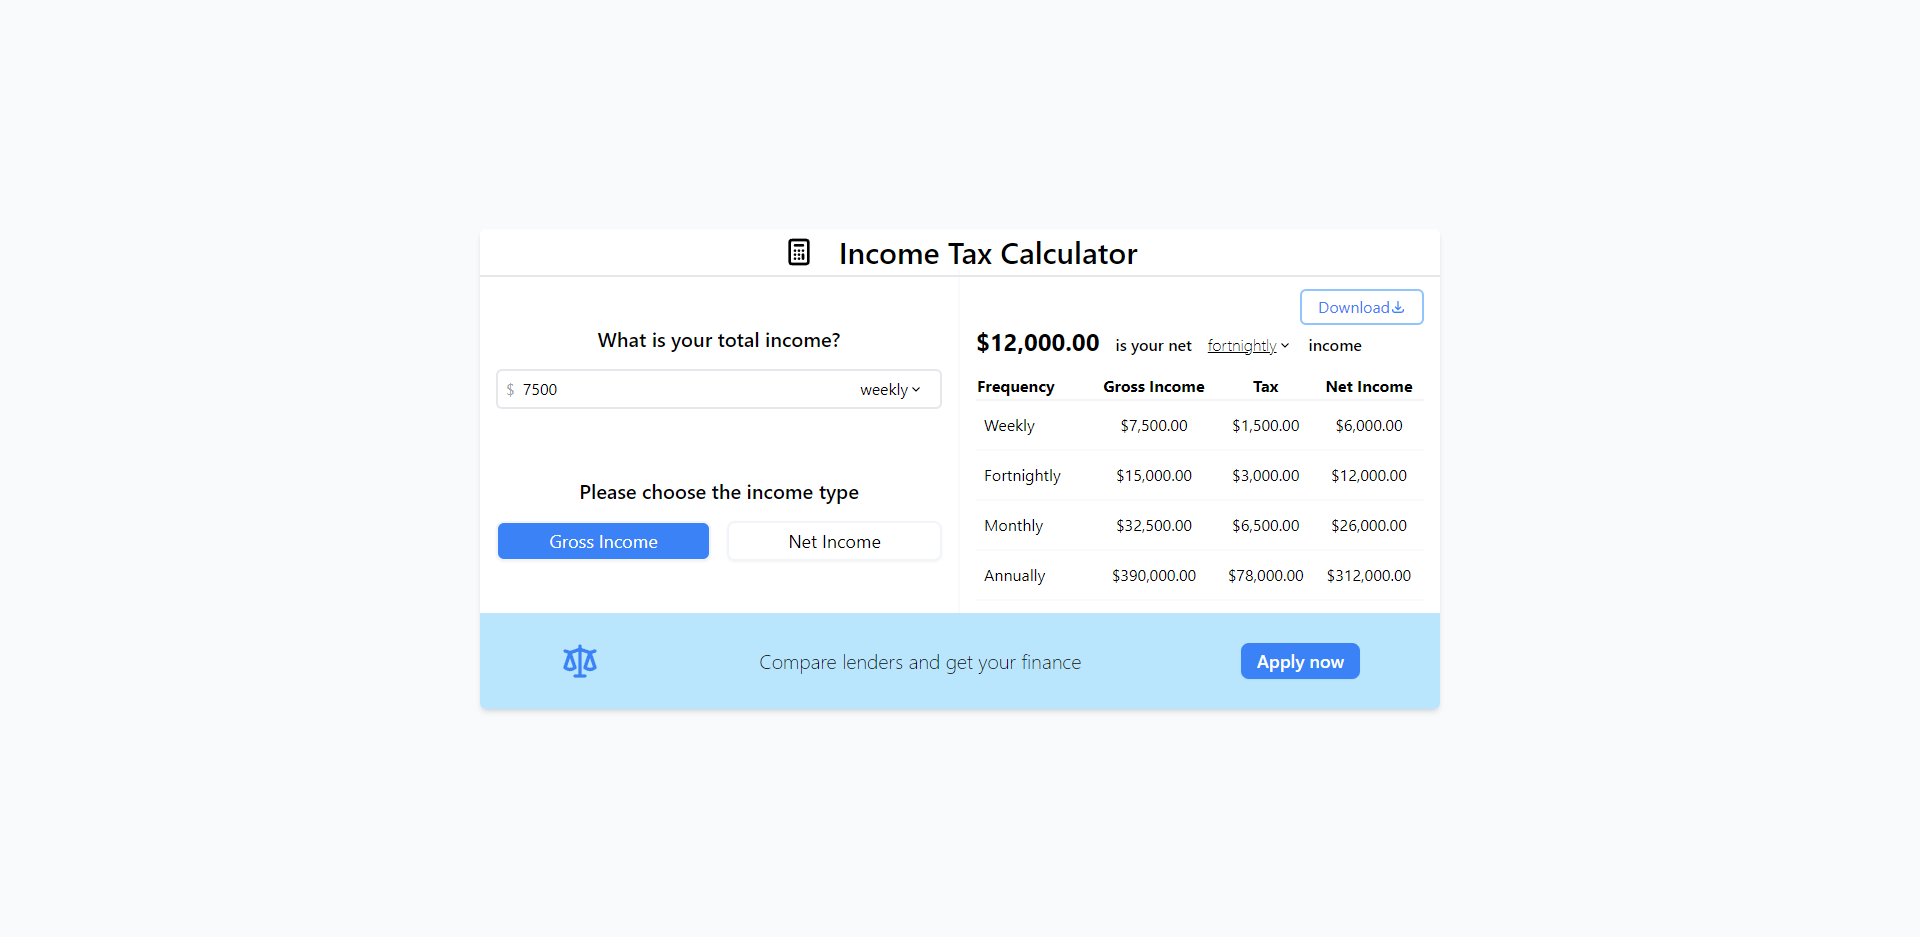 Income Tax Calculator
What is your total income?
$ 7500 weekly
Please choose the income type
Gross Income Net Income
Download
$12,000.00 is your net fortnightly income
Frequency Gross Income Tax Net Income
Weekly $7,500.00 $1,500.00 $6,000.00
Fortnightly $15,000.00 $3,000.00 $12,000.00
Monthly $32,500.00 $6,500.00 $26,000.00
Annually $390,000.00 $78,000.00 $312,000.00
Compare lenders and get your finance Apply now